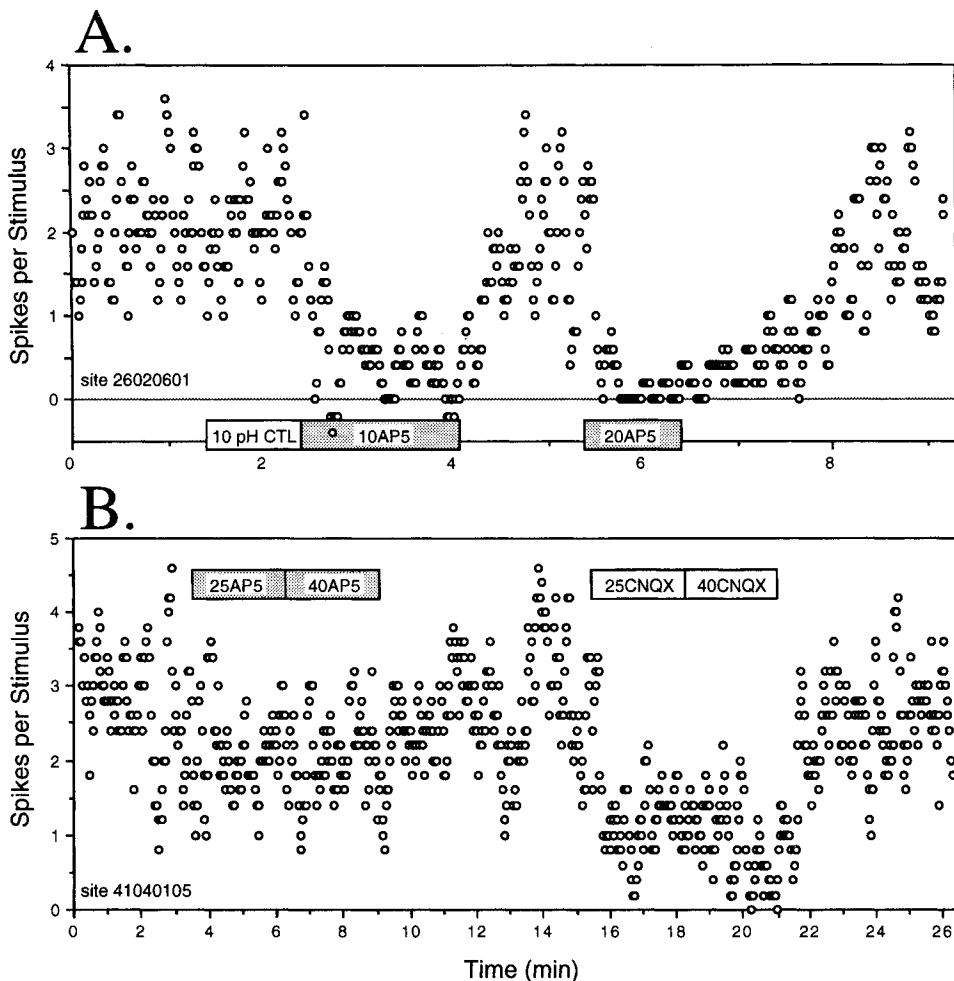 A.
4
3
2
1
0
Spikes per Stimulus
site 26020601
10 pH CTL 10AP5 20AP5
0 2 4 6 8
B.
5
4
3
2
1
0
Spikes per Stimulus
25AP5 40AP5 25CNQX 40CNQX
site 41040105
0 2 4 6 8 10 12 14 16 18 20 22 24 26
Time (min)